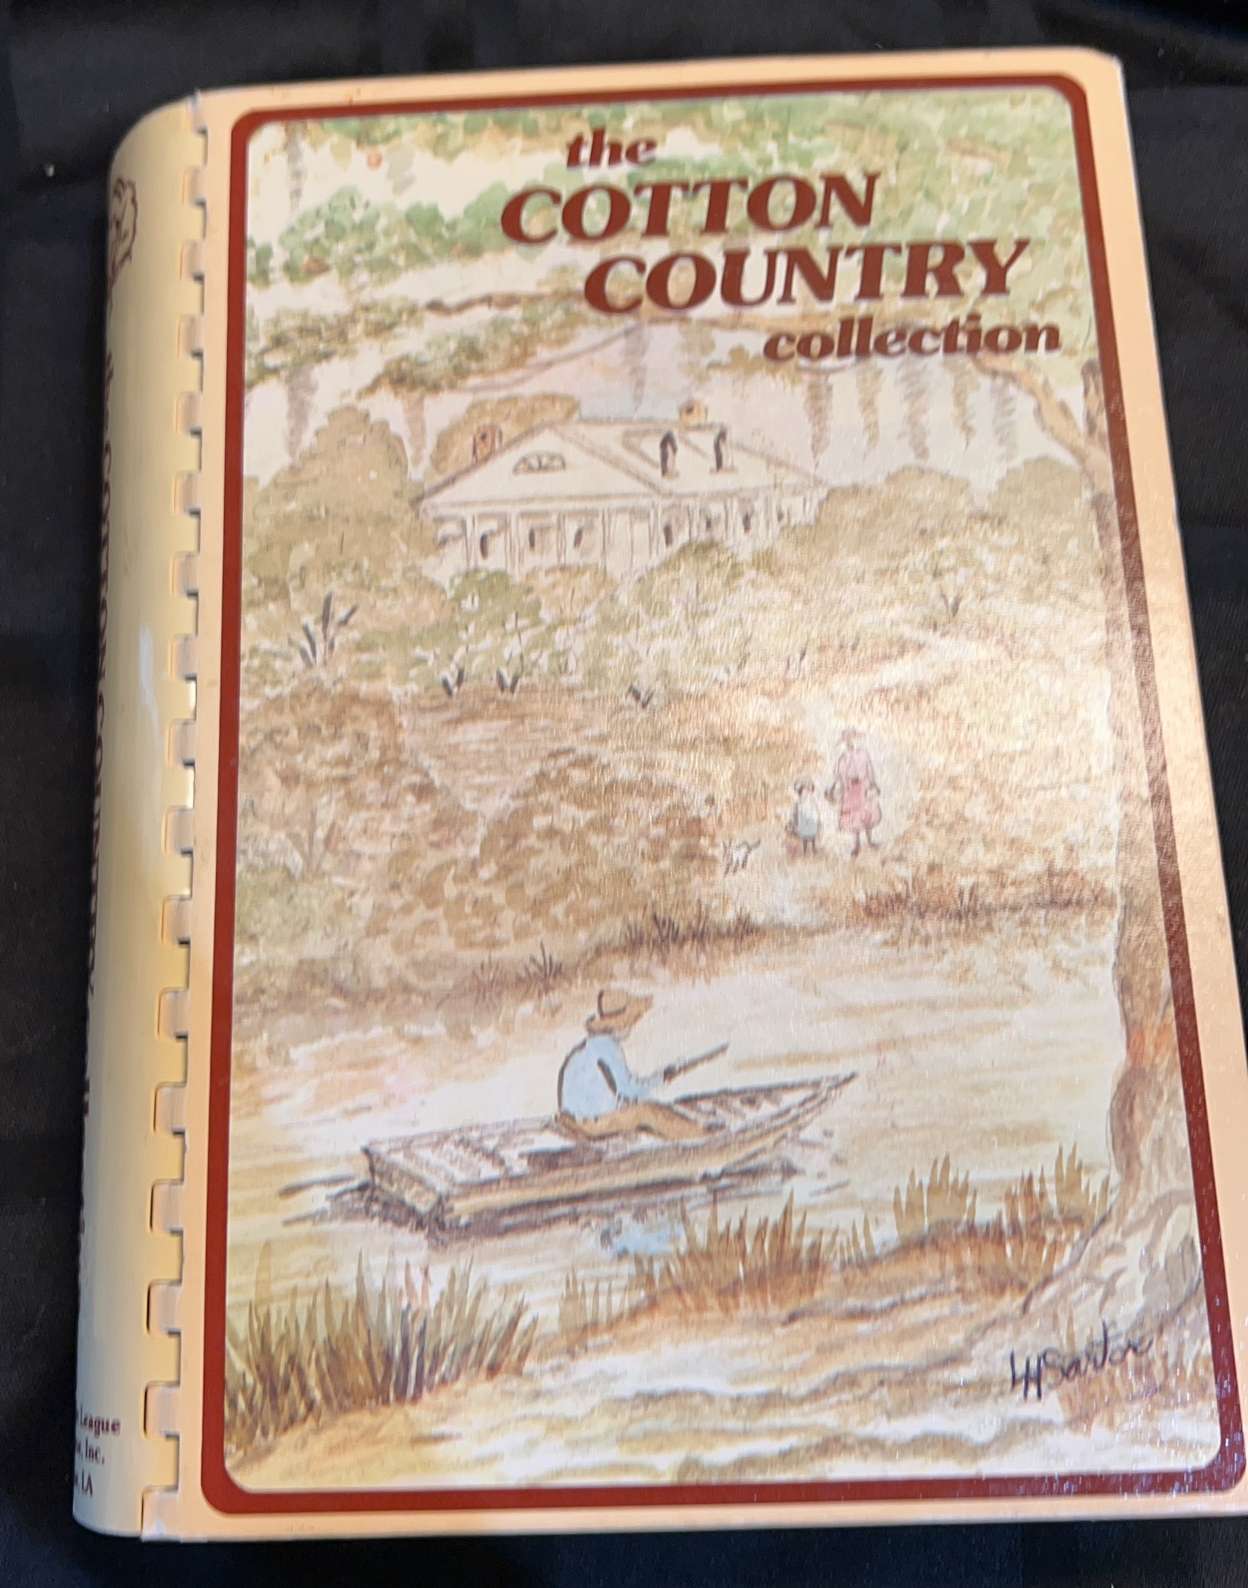 the
COTTON
COUNTRY
collection
LHSartor
League
Inc.
LA